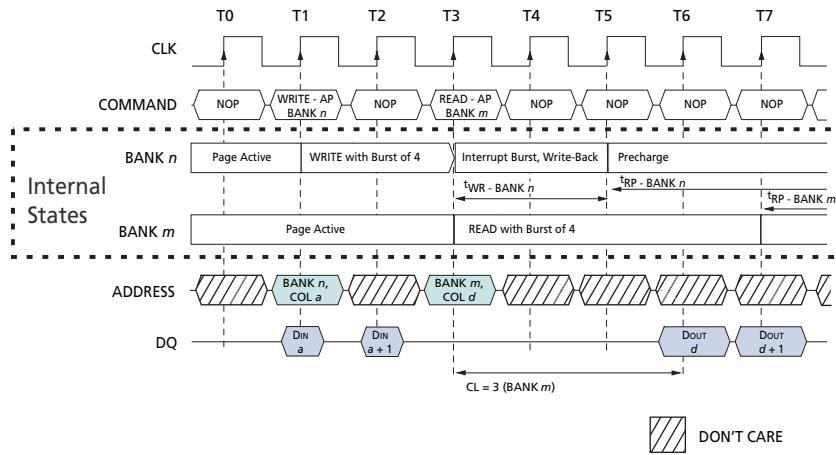 T0 T1 T2 T3 T4 T5 T6 T7
CLK
COMMAND NOP WRITE - AP BANK n NOP READ - AP BANK m NOP NOP NOP NOP
Internal States
BANK n Page Active WRITE with Burst of 4 Interrupt Burst, Write-Back Precharge
tWR - BANK n tRP - BANK n
tRP - BANK m
BANK m Page Active READ with Burst of 4
ADDRESS BANK n, COL a BANK m, COL d
DQ DIN a DIN a + 1 DOUT d DOUT d + 1
CL = 3 (BANK m)
DON'T CARE